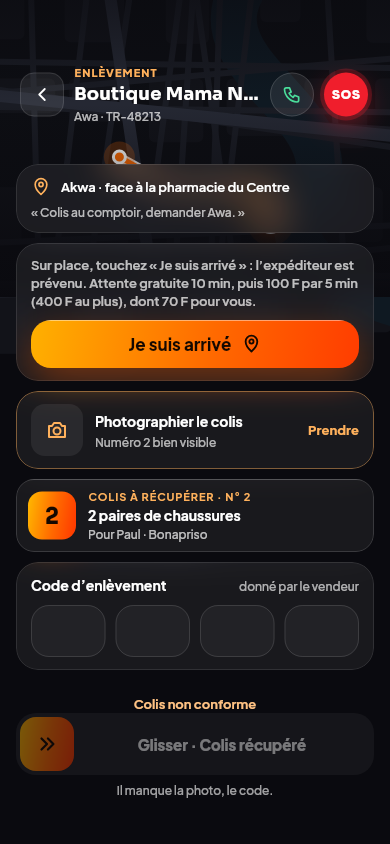 ENLÈVEMENT
Boutique Mama N...
Awa · TR-48213
SOS
Akwa · face à la pharmacie du Centre
« Colis au comptoir, demander Awa. »
Sur place, touchez « Je suis arrivé » : l'expéditeur est
prévenu. Attente gratuite 10 min, puis 100 F par 5 min
(400 F au plus), dont 70 F pour vous.
Je suis arrivé
Photographier le colis
Numéro 2 bien visible
Prendre
COLIS À RÉCUPÉRER · N° 2
2
2 paires de chaussures
Pour Paul · Bonapriso
Code d'enlèvement
donné par le vendeur
Colis non conforme
Glisser · Colis récupéré
Il manque la photo, le code.